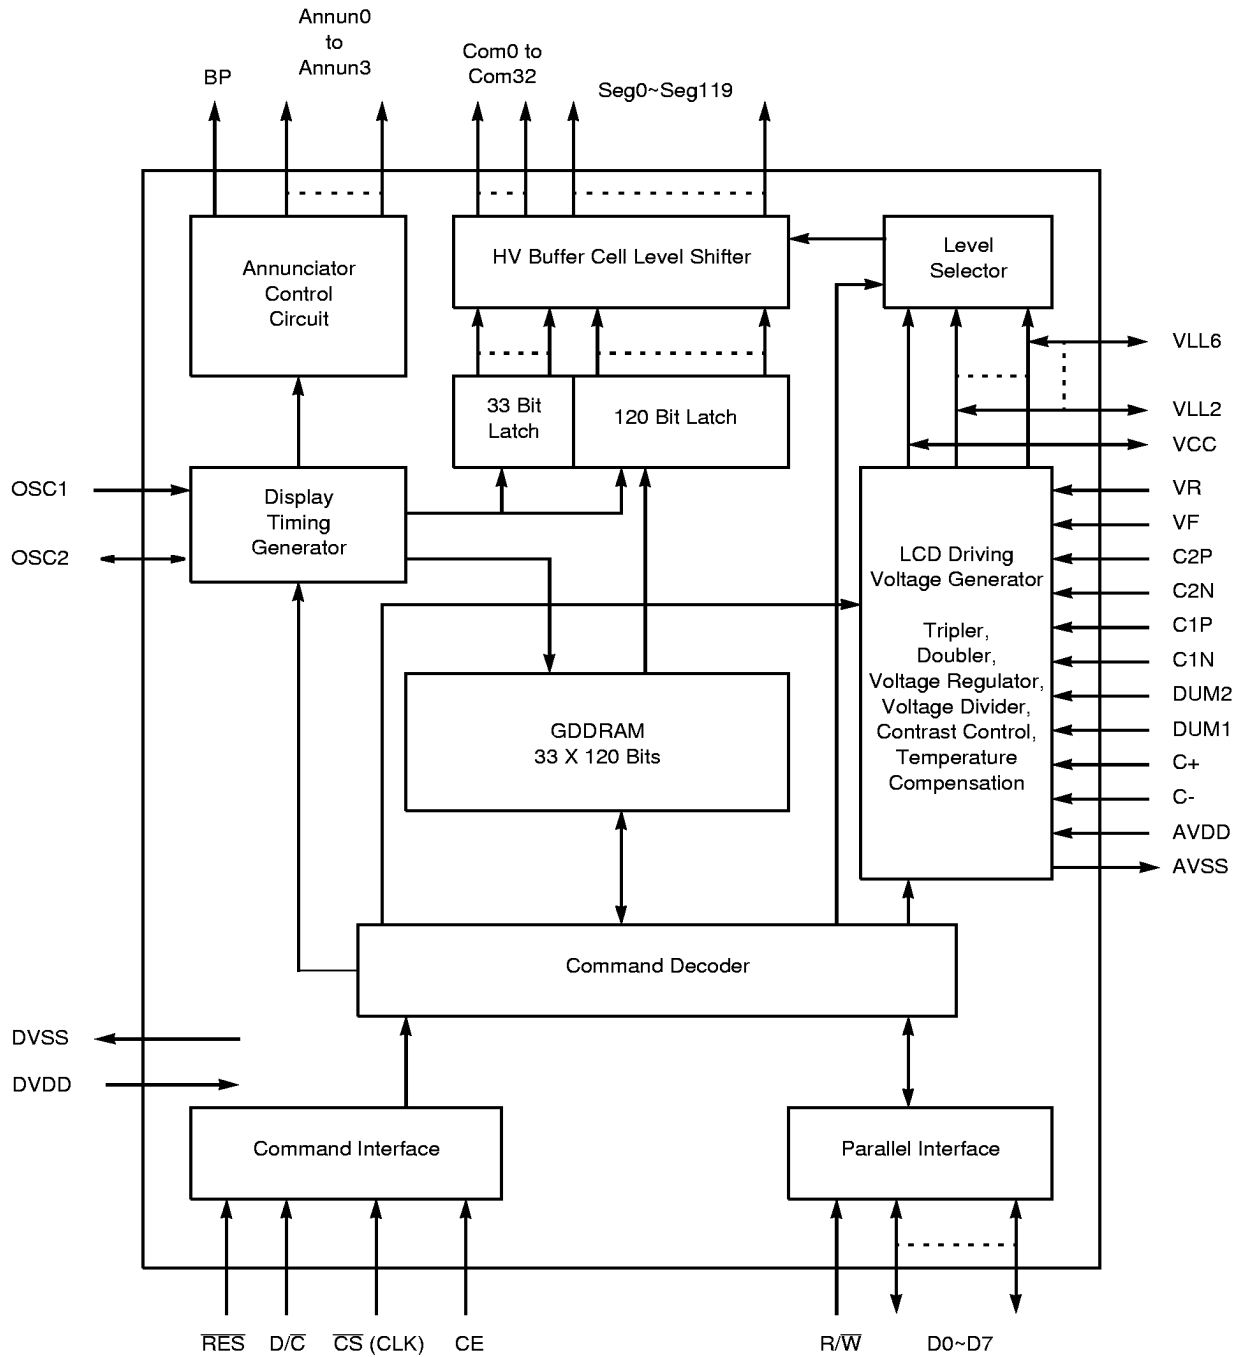 Annun0
to
Annun3
BP
Com0 to
Com32
Seg0~Seg119
Annunciator
Control
Circuit
HV Buffer Cell Level Shifter
Level
Selector
VLL6
VLL2
VCC
33 Bit
Latch
120 Bit Latch
OSC1
OSC2
Display
Timing
Generator
LCD Driving
Voltage Generator
Tripler,
Doubler,
Voltage Regulator,
Voltage Divider,
Contrast Control,
Temperature
Compensation
VR
VF
C2P
C2N
C1P
C1N
DUM2
DUM1
C+
C-
AVDD
AVSS
GDDRAM
33 X 120 Bits
Command Decoder
DVSS
DVDD
Command Interface
Parallel Interface
R̅E̅S̅
D/C̅
C̅S̅ (CLK)
CE
R/W̅
D0~D7